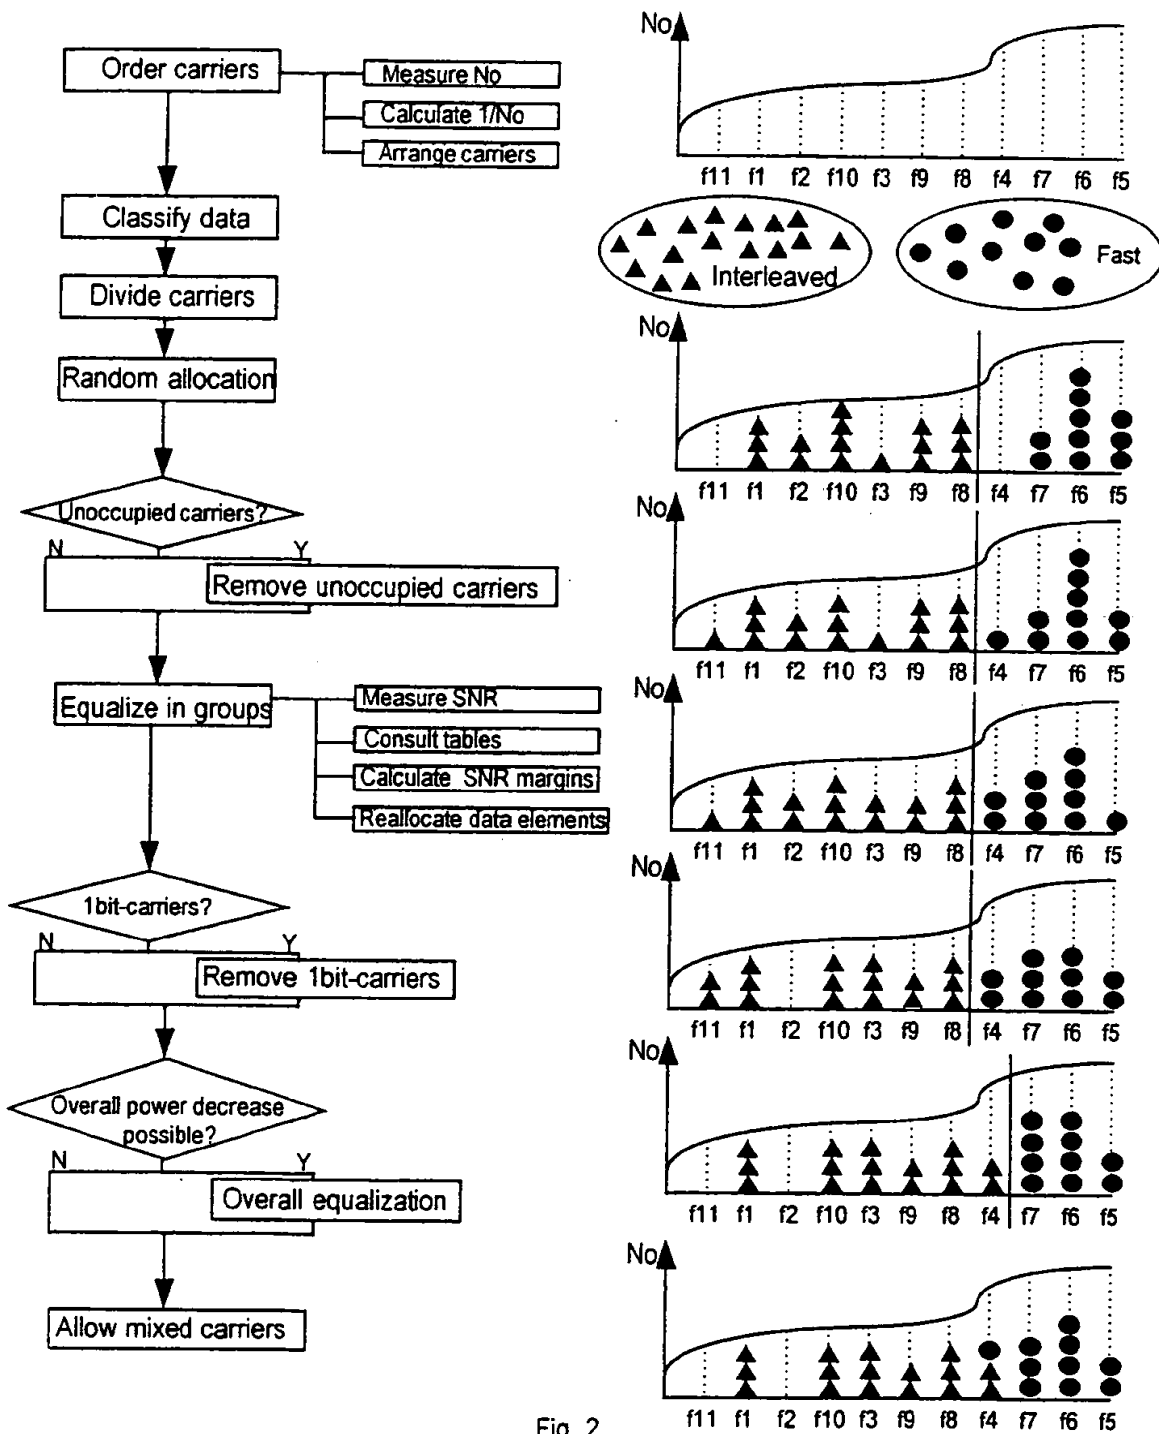 Order carriers
Measure No
Calculate 1/No
Arrange carriers
Classify data
Divide carriers
Random allocation
Unoccupied carriers?
N Y
Remove unoccupied carriers
Equalize in groups
Measure SNR
Consult tables
Calculate SNR margins
Reallocate data elements
1bit-carriers?
N Y
Remove 1bit-carriers
Overall power decrease
possible?
N Y
Overall equalization
Allow mixed carriers
No
f11 f1 f2 f10 f3 f9 f8 f4 f7 f6 f5
Interleaved
Fast
No
f11 f1 f2 f10 f3 f9 f8 f4 f7 f6 f5
No
f11 f1 f2 f10 f3 f9 f8 f4 f7 f6 f5
No
f11 f1 f2 f10 f3 f9 f8 f4 f7 f6 f5
No
f11 f1 f2 f10 f3 f9 f8 f4 f7 f6 f5
No
f11 f1 f2 f10 f3 f9 f8 f4 f7 f6 f5
No
f11 f1 f2 f10 f3 f9 f8 f4 f7 f6 f5
Fig. 2